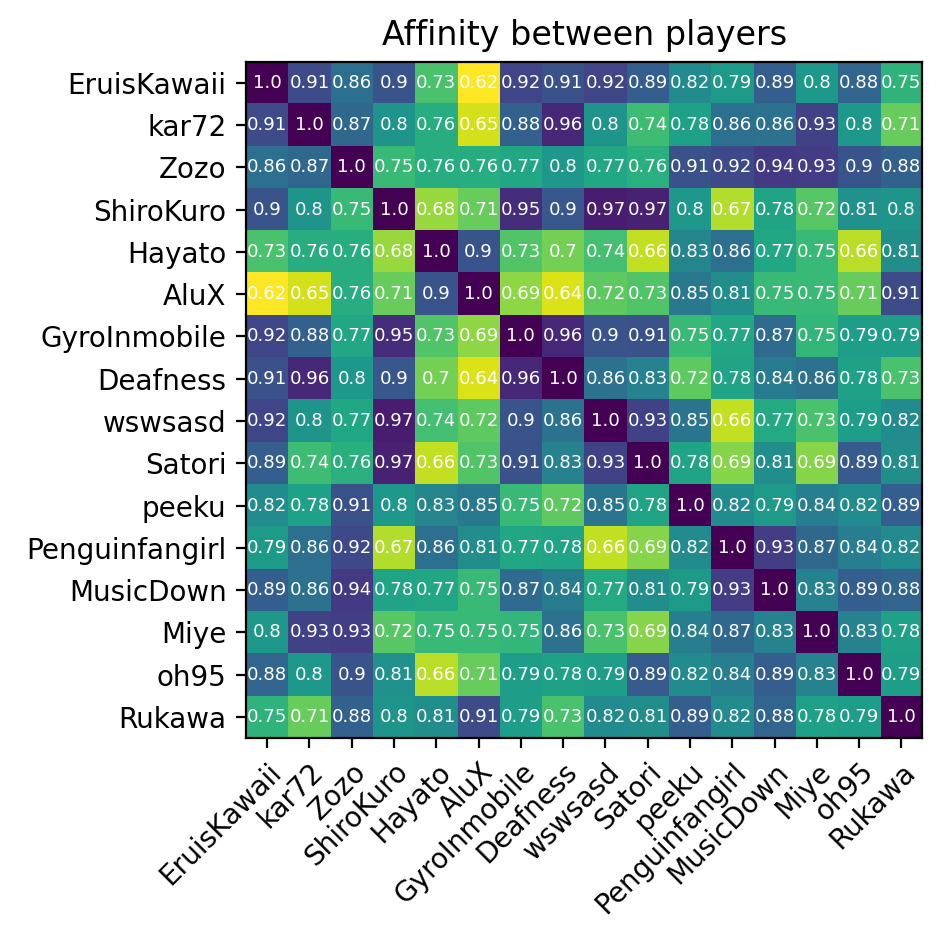 Affinity between players
EruisKawaii 1.0 0.91 0.86 0.9 0.73 0.62 0.92 0.91 0.92 0.89 0.82 0.79 0.89 0.8 0.88 0.75
kar72 0.91 1.0 0.87 0.8 0.76 0.65 0.88 0.96 0.8 0.74 0.78 0.86 0.86 0.93 0.8 0.71
Zozo 0.86 0.87 1.0 0.75 0.76 0.76 0.77 0.8 0.77 0.76 0.91 0.92 0.94 0.93 0.9 0.88
ShiroKuro 0.9 0.8 0.75 1.0 0.68 0.71 0.95 0.9 0.97 0.97 0.8 0.67 0.78 0.72 0.81 0.8
Hayato 0.73 0.76 0.76 0.68 1.0 0.9 0.73 0.7 0.74 0.66 0.83 0.86 0.77 0.75 0.66 0.81
AluX 0.62 0.65 0.76 0.71 0.9 1.0 0.69 0.64 0.72 0.73 0.85 0.81 0.75 0.75 0.71 0.91
GyroInmobile 0.92 0.88 0.77 0.95 0.73 0.69 1.0 0.96 0.9 0.91 0.75 0.77 0.87 0.75 0.79 0.79
Deafness 0.91 0.96 0.8 0.9 0.7 0.64 0.96 1.0 0.86 0.83 0.72 0.78 0.84 0.86 0.78 0.73
wswsasd 0.92 0.8 0.77 0.97 0.74 0.72 0.9 0.86 1.0 0.93 0.85 0.66 0.77 0.73 0.79 0.82
Satori 0.89 0.74 0.76 0.97 0.66 0.73 0.91 0.83 0.93 1.0 0.78 0.69 0.81 0.69 0.89 0.81
peeku 0.82 0.78 0.91 0.8 0.83 0.85 0.75 0.72 0.85 0.78 1.0 0.82 0.79 0.84 0.82 0.89
Penguinfangirl 0.79 0.86 0.92 0.67 0.86 0.81 0.77 0.78 0.66 0.69 0.82 1.0 0.93 0.87 0.84 0.82
MusicDown 0.89 0.86 0.94 0.78 0.77 0.75 0.87 0.84 0.77 0.81 0.79 0.93 1.0 0.83 0.89 0.88
Miye 0.8 0.93 0.93 0.72 0.75 0.75 0.75 0.86 0.73 0.69 0.84 0.87 0.83 1.0 0.83 0.78
oh95 0.88 0.8 0.9 0.81 0.66 0.71 0.79 0.78 0.79 0.89 0.82 0.84 0.89 0.83 1.0 0.79
Rukawa 0.75 0.71 0.88 0.8 0.81 0.91 0.79 0.73 0.82 0.81 0.89 0.82 0.88 0.78 0.79 1.0
EruisKawaii kar72 Zozo ShiroKuro Hayato AluX GyroInmobile Deafness wswsasd Satori peeku Penguinfangirl MusicDown Miye oh95 Rukawa